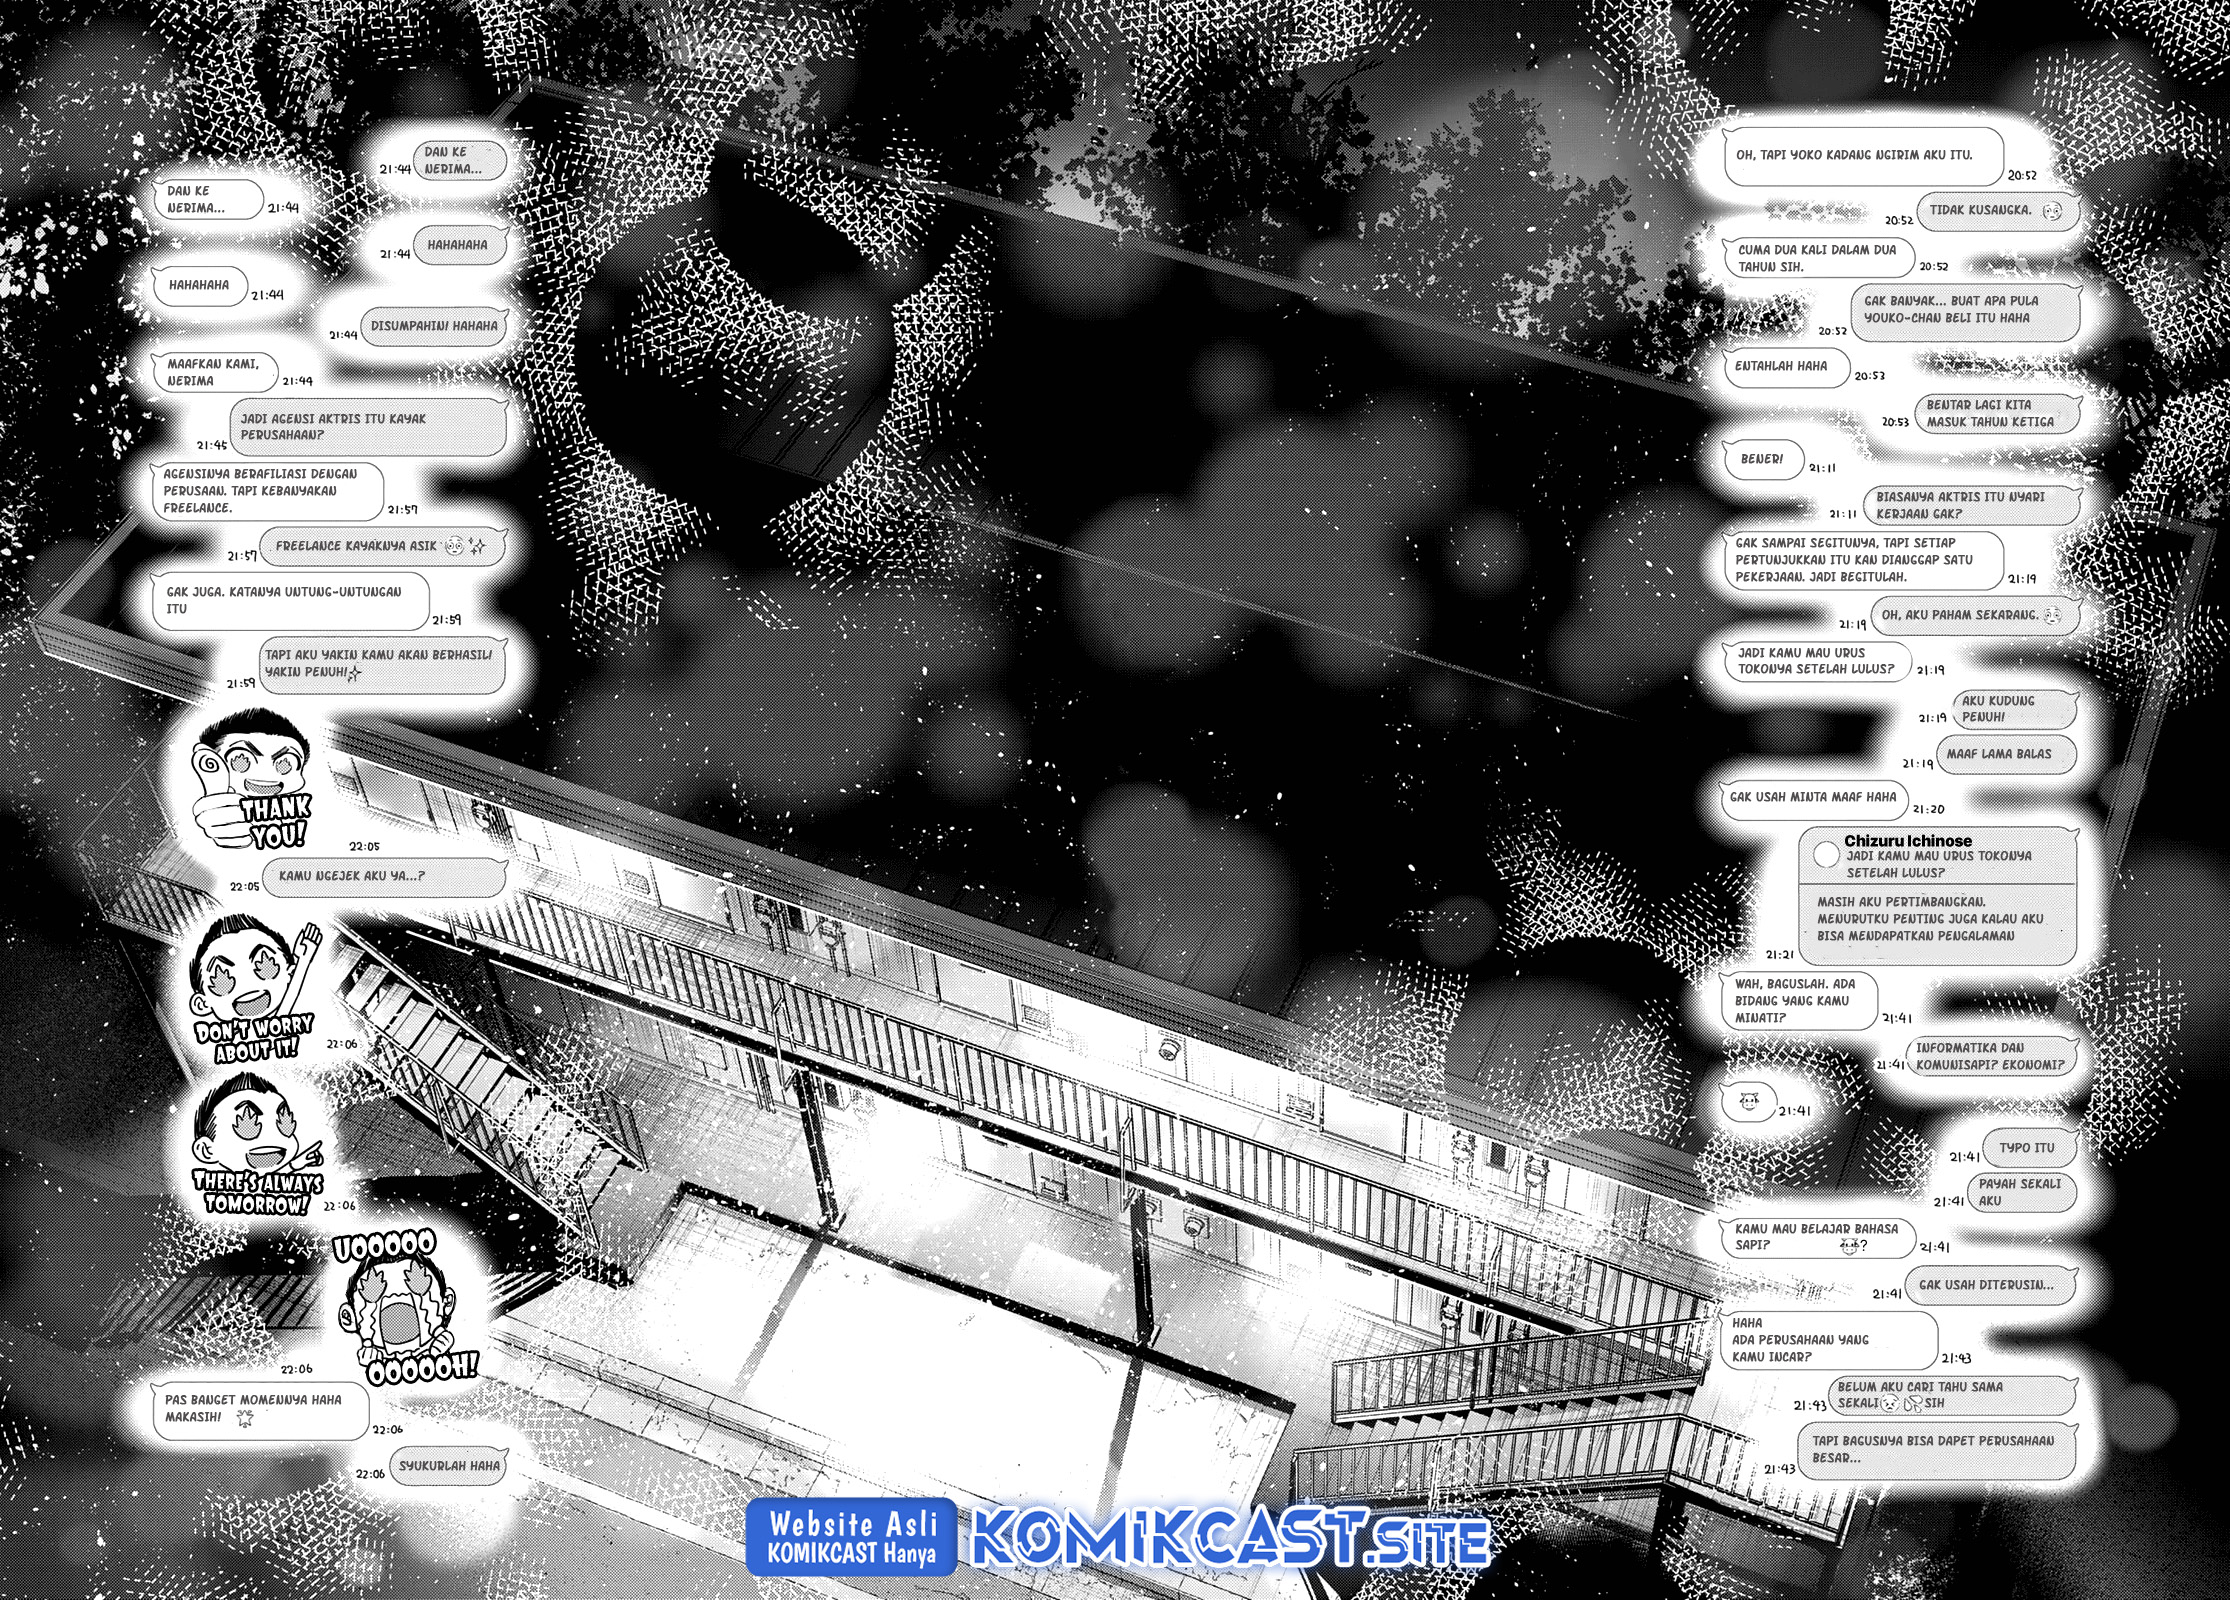 OH, TAPI YOKO KADANG NGIRIM AKU ITU.
20:52
TIDAK KUSANGKA.
20:52
CUMA DUA KALI DALAM DUA
TAHUN SIH.
20:52
GAK BANYAK... BUAT APA PULA
YOUKO-CHAN BELI ITU HAHA
20:52
ENTAHLAH HAHA
20:53
BENTAR LAGI KITA
MASUK TAHUN KETIGA
20:53
BENER!
21:11
BIASANYA AKTRIS ITU NYARI
KERJAAN GAK?
21:11
GAK SAMPAI SEGITUNYA, TAPI SETIAP
PERTUNJUKKAN ITU KAN DIANGGAP SATU
PEKERJAAN. JADI BEGITULAH.
21:19
OH, AKU PAHAM SEKARANG.
21:19
JADI KAMU MAU URUS
TOKONYA SETELAH LULUS?
21:19
AKU KUDUNG
PENUH!
21:19
MAAF LAMA BALAS
21:19
GAK USAH MINTA MAAF HAHA
21:20
Chizuru Ichinose
JADI KAMU MAU URUS TOKONYA
SETELAH LULUS?
MASIH AKU PERTIMBANGKAN.
MENURUTKU PENTING JUGA KALAU AKU
BISA MENDAPATKAN PENGALAMAN
21:21
WAH, BAGUSLAH. ADA
BIDANG YANG KAMU
MINATI?
21:41
INFORMATIKA DAN
KOMUNISAPI? EKONOMI?
21:41
21:41
TYPO ITU
21:41
PAYAH SEKALI
AKU
21:41
KAMU MAU BELAJAR BAHASA
SAPI? ?
21:41
GAK USAH DITERUSIN...
21:41
HAHA
ADA PERUSAHAAN YANG
KAMU INCAR?
21:43
BELUM AKU CARI TAHU SAMA
SEKALI SIH
21:43
TAPI BAGUSNYA BISA DAPET PERUSAHAAN
BESAR...
21:43
DAN KE
NERIMA...
21:44
DAN KE
NERIMA...
21:44
HAHAHAHA
21:44
HAHAHAHA
21:44
DISUMPAHIN! HAHAHA
21:44
MAAFKAN KAMI,
NERIMA
21:44
JADI AGENSI AKTRIS ITU KAYAK
PERUSAHAAN?
21:45
AGENSINYA BERAFILIASI DENGAN
PERUSAAN. TAPI KEBANYAKAN
FREELANCE.
21:57
FREELANCE KAYAKNYA ASIK
21:57
GAK JUGA. KATANYA UNTUNG-UNTUNGAN
ITU
21:59
TAPI AKU YAKIN KAMU AKAN BERHASIL!
YAKIN PENUH!
21:59
THANK
YOU!
22:05
KAMU NGEJEK AKU YA...?
22:05
DON'T WORRY
ABOUT IT!
22:06
THERE'S ALWAYS
TOMORROW!
22:06
UOOOOO
OOOOOH!
22:06
PAS BANGET MOMENNYA HAHA
MAKASIH!
22:06
SYUKURLAH HAHA
22:06
Website Asli
KOMIKCAST Hanya
KOMIKCAST.SITE